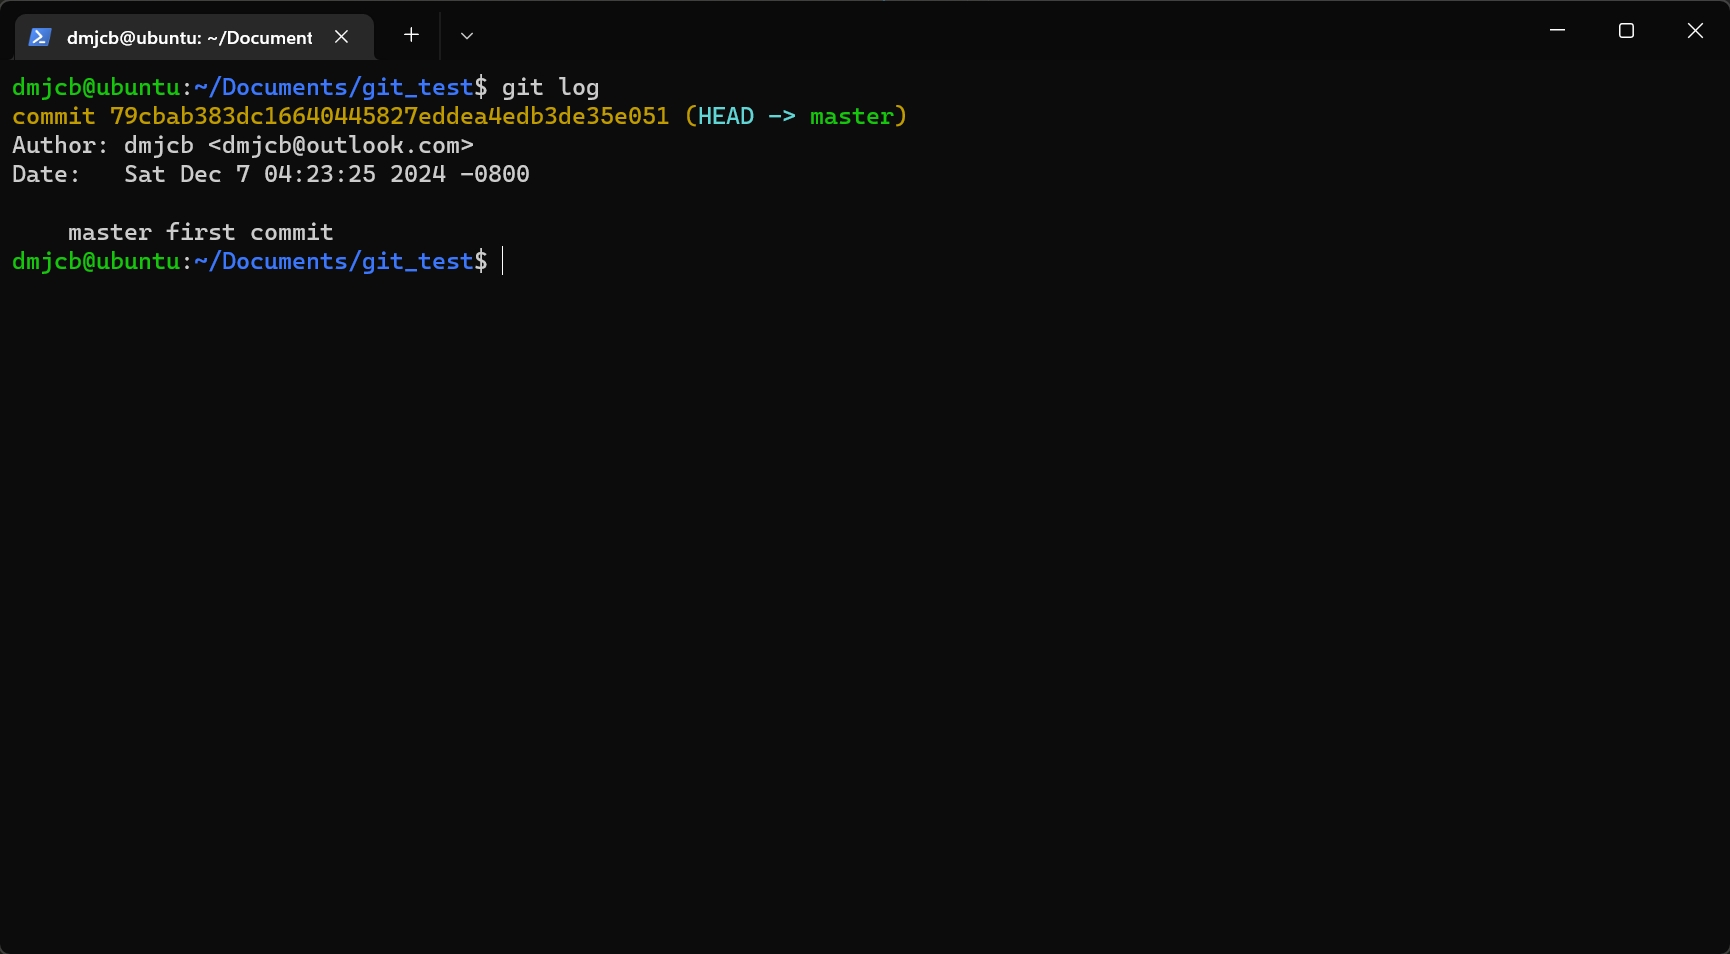 dmjcb@ubuntu: ~/Document
dmjcb@ubuntu:~/Documents/git_test$ git log
commit 79cbab383dc16640445827eddea4edb3de35e051 (HEAD -> master)
Author: dmjcb <dmjcb@outlook.com>
Date:   Sat Dec 7 04:23:25 2024 -0800
    master first commit
dmjcb@ubuntu:~/Documents/git_test$